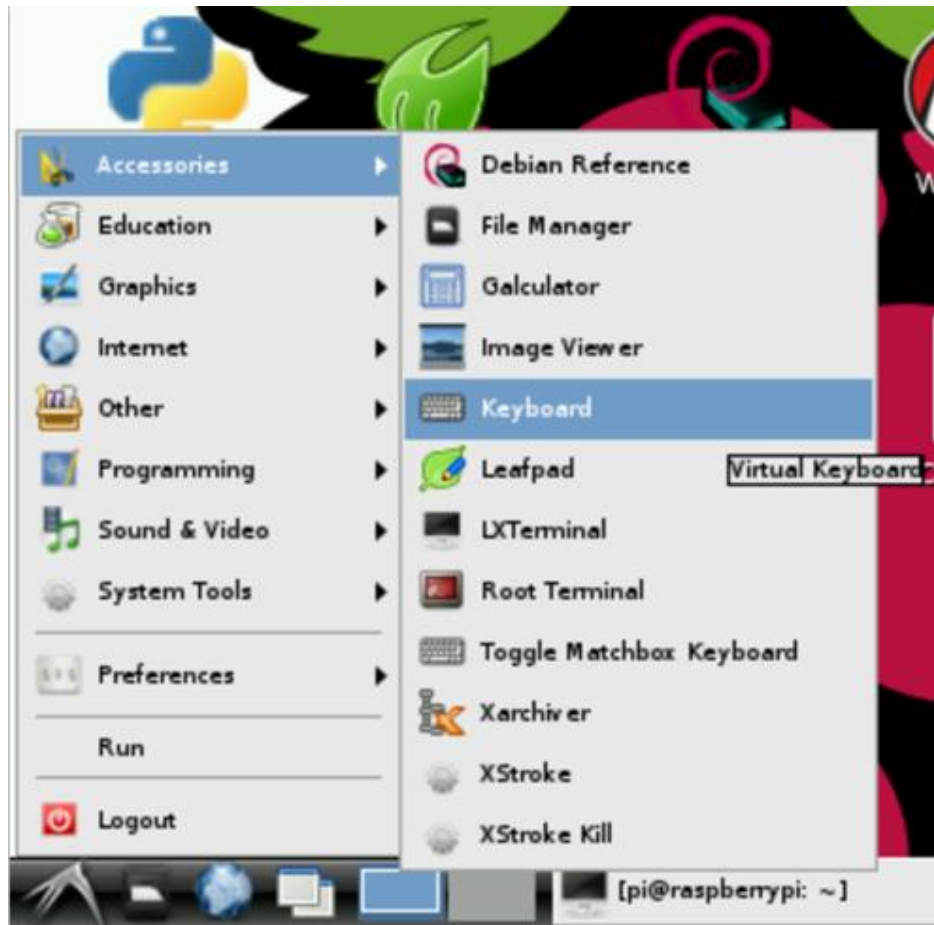 Accessories
Education
Graphics
Internet
Other
Programming
Sound & Video
System Tools
Preferences
Run
Logout
Debian Reference
File Manager
Galculator
Image Viewer
Keyboard
Leafpad
Virtual Keyboard
LXTerminal
Root Terminal
Toggle Matchbox Keyboard
Xarchiver
XStroke
XStroke Kill
[pi@raspberrypi: ~]